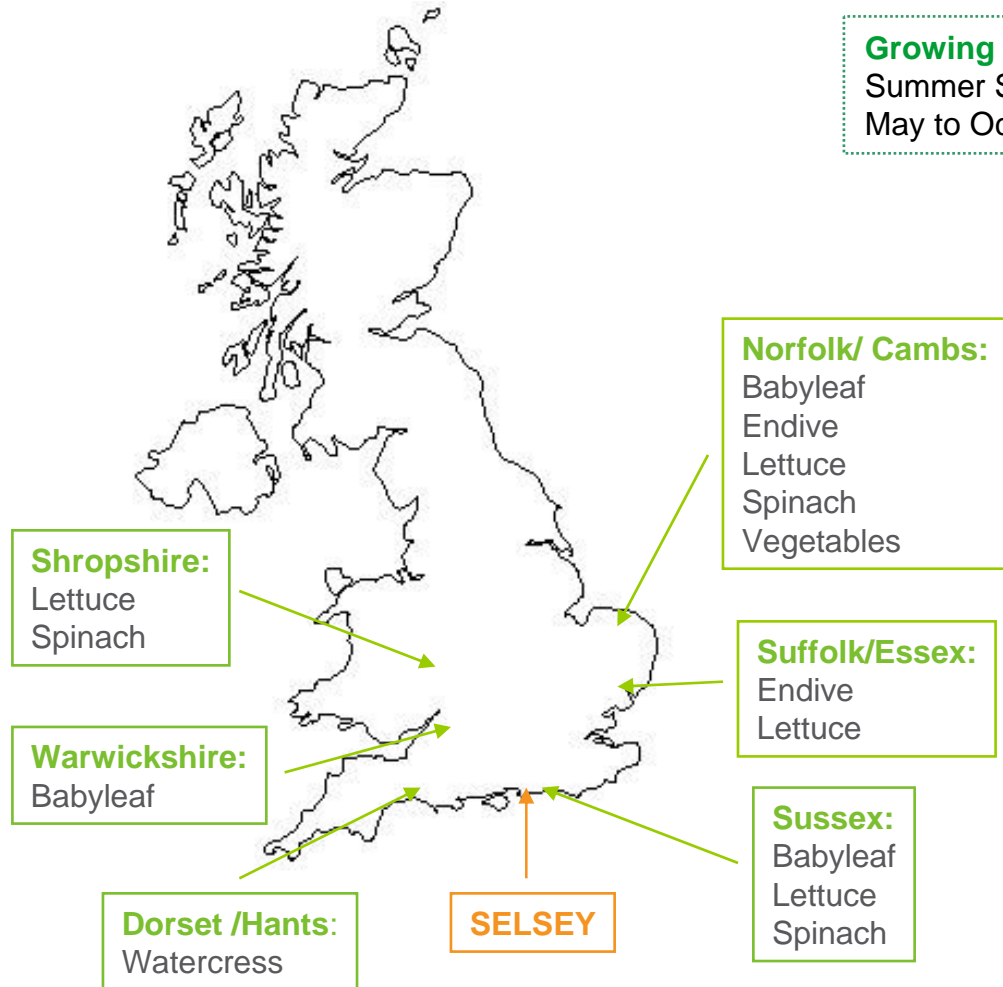 Growing
Summer S
May to Oc
Norfolk/ Cambs:
Babyleaf
Endive
Lettuce
Spinach
Vegetables
Shropshire:
Lettuce
Spinach
Suffolk/Essex:
Endive
Lettuce
Warwickshire:
Babyleaf
Sussex:
Babyleaf
Lettuce
Spinach
Dorset /Hants:
Watercress
SELSEY